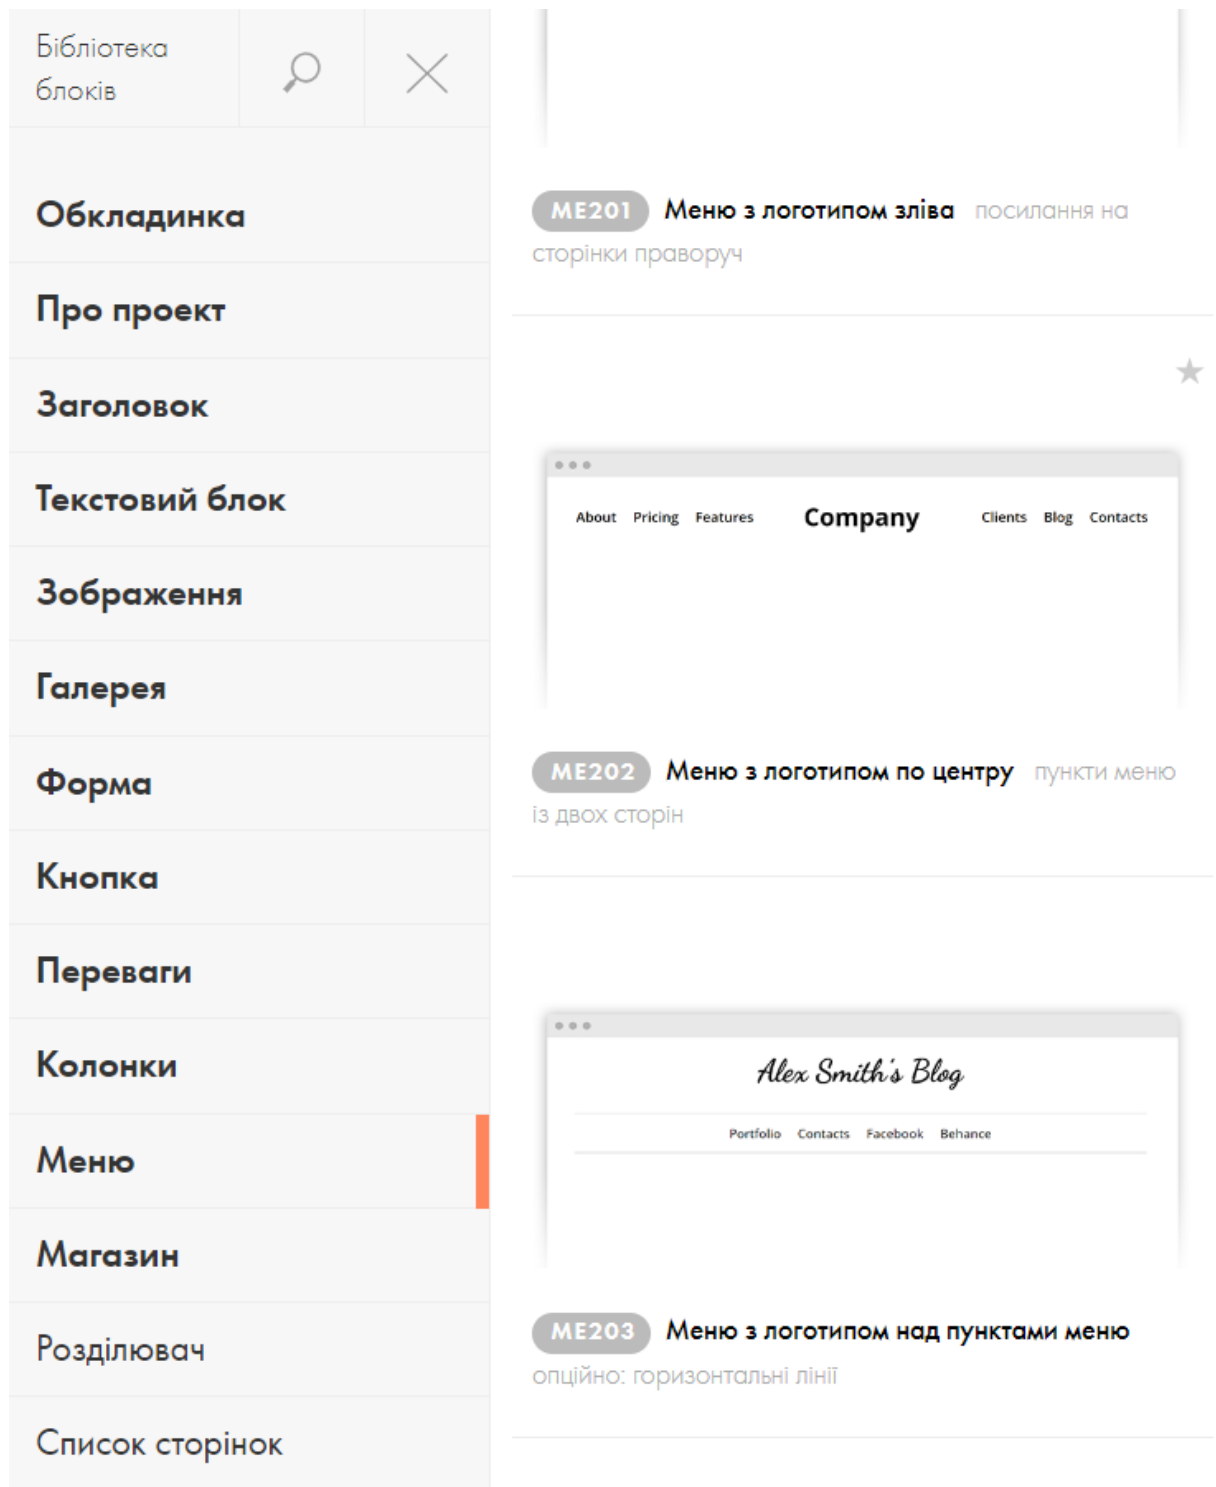 Бібліотека
блоків
Обкладинка
Про проект
Заголовок
Текстовий блок
Зображення
Галерея
Форма
Кнопка
Переваги
Колонки
Меню
Магазин
Розділювач
Список сторінок
ME201 Меню з логотипом зліва посилання на
сторінки праворуч
About Pricing Features Company Clients Blog Contacts
ME202 Меню з логотипом по центру пункти меню
із двох сторін
Alex Smith's Blog
Portfolio Contacts Facebook Behance
ME203 Меню з логотипом над пунктами меню
опційно: горизонтальні лінії